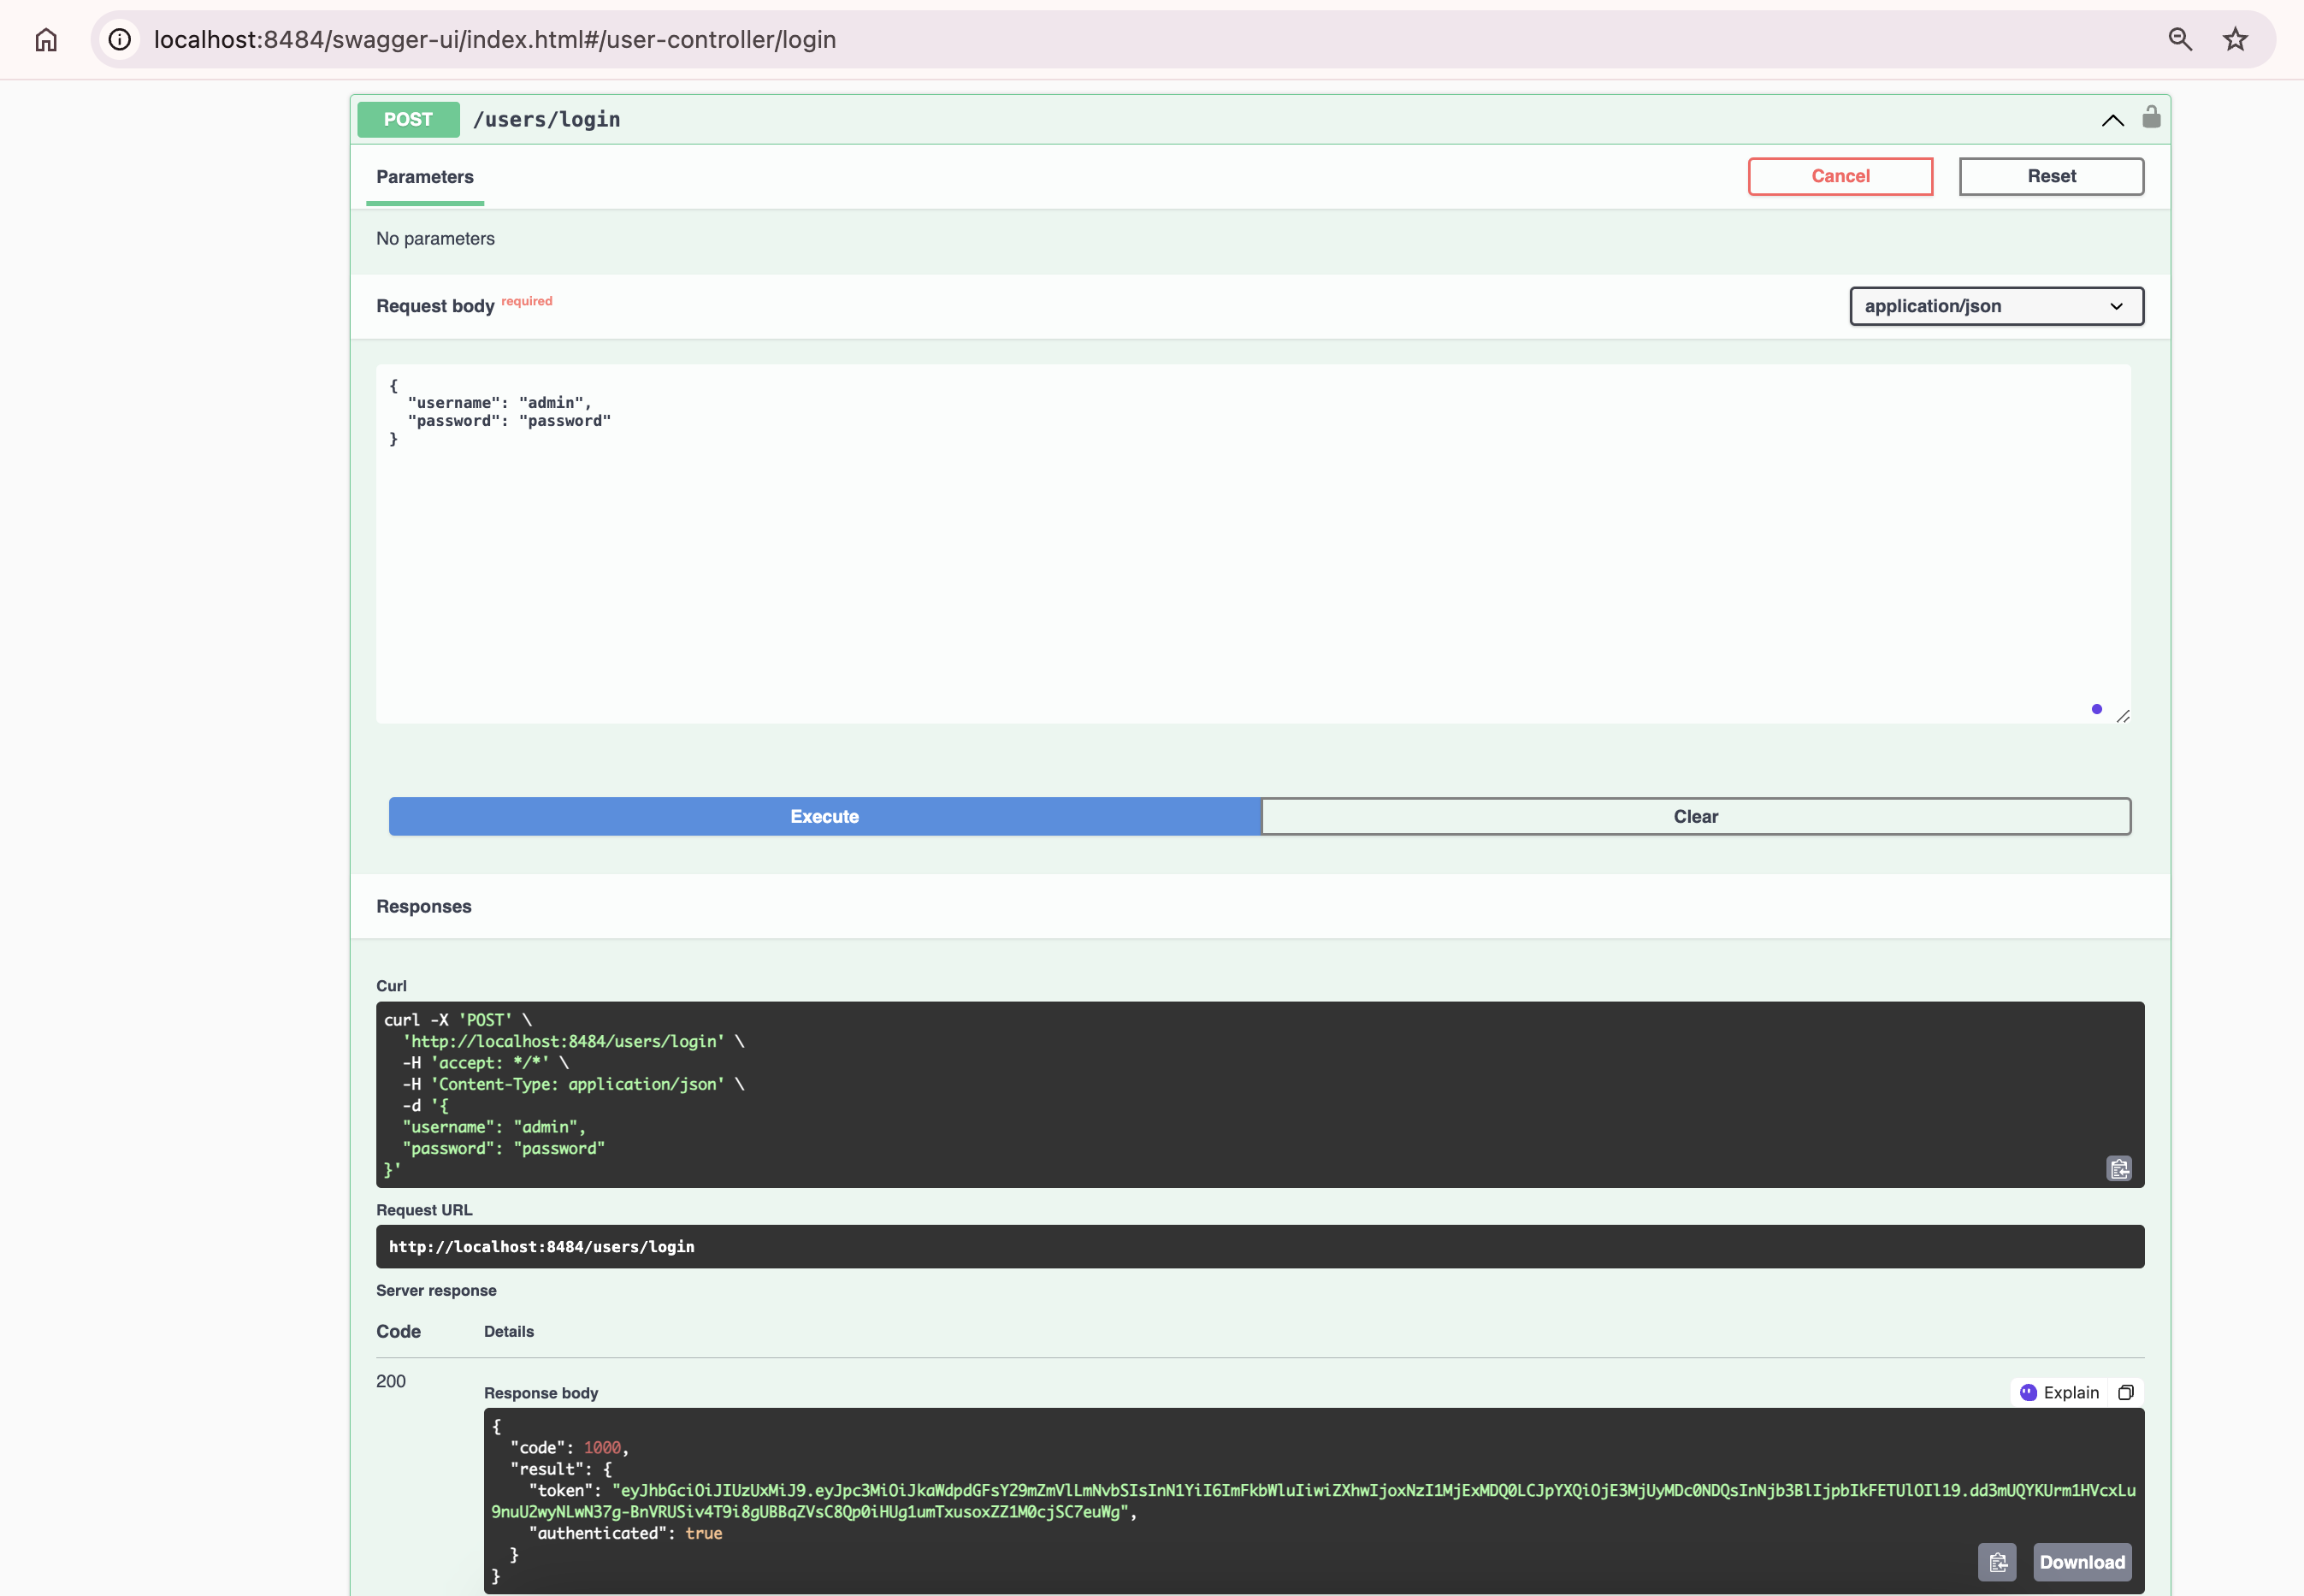 localhost:8484/swagger-ui/index.html#/user-controller/login
POST /users/login
Parameters
Cancel
Reset
No parameters
Request body required
application/json
{
  "username": "admin",
  "password": "password"
}
Execute
Clear
Responses
Curl
curl -X 'POST' \
  'http://localhost:8484/users/login' \
  -H 'accept: */*' \
  -H 'Content-Type: application/json' \
  -d '{
  "username": "admin",
  "password": "password"
}'
Request URL
http://localhost:8484/users/login
Server response
Code Details
200
Response body
Explain
{
  "code": 1000,
  "result": {
    "token": "eyJhbGciOiJIUzUxMiJ9.eyJpc3MiOiJkaWdpdGFsY29mZmVlLmNvbSIsInN1YiI6ImFkbWluIiwiZXhwIjoxNzI1MjExMDQ0LCJpYXQiOjE3MjUyMDc0NDQsInNjb3BlIjpbIkFETUlOIl19.dd3mUQYKUrm1HVcxLu
9nuU2wyNLwN37g-BnVRUSiv4T9i8gUBBqZVsC8Qp0iHUg1umTxusoxZZ1M0cjSC7euWg",
    "authenticated": true
  }
}
Download